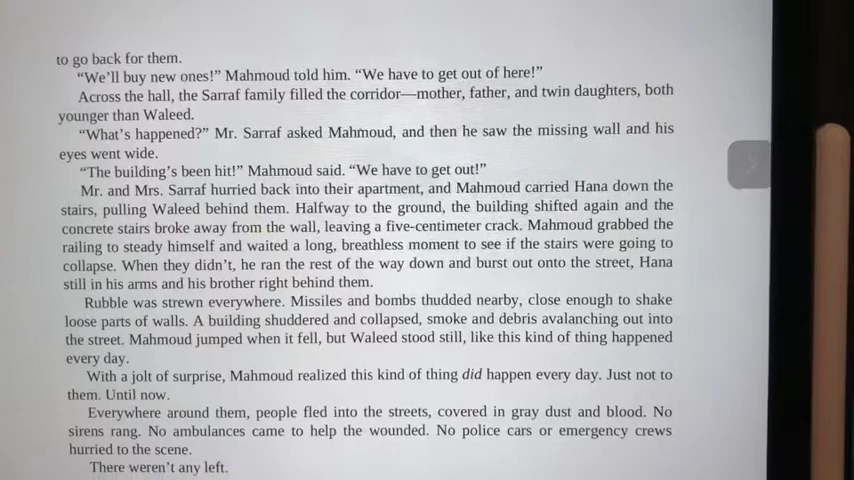 to go back for them.
“We’ll buy new ones!” Mahmoud told him. “We have to get out of here!”
Across the hall, the Sarraf family filled the corridor—mother, father, and twin daughters, both
younger than Waleed.
“What’s happened?” Mr. Sarraf asked Mahmoud, and then he saw the missing wall and his
eyes went wide.
“The building’s been hit!” Mahmoud said. “We have to get out!”
Mr. and Mrs. Sarraf hurried back into their apartment, and Mahmoud carried Hana down the
stairs, pulling Waleed behind them. Halfway to the ground, the building shifted again and the
concrete stairs broke away from the wall, leaving a five-centimeter crack. Mahmoud grabbed the
railing to steady himself and waited a long, breathless moment to see if the stairs were going to
collapse. When they didn’t, he ran the rest of the way down and burst out onto the street, Hana
still in his arms and his brother right behind them.
Rubble was strewn everywhere. Missiles and bombs thudded nearby, close enough to shake
loose parts of walls. A building shuddered and collapsed, smoke and debris avalanching out into
the street. Mahmoud jumped when it fell, but Waleed stood still, like this kind of thing happened
every day.
With a jolt of surprise, Mahmoud realized this kind of thing did happen every day. Just not to
them. Until now.
Everywhere around them, people fled into the streets, covered in gray dust and blood. No
sirens rang. No ambulances came to help the wounded. No police cars or emergency crews
hurried to the scene.
There weren’t any left.